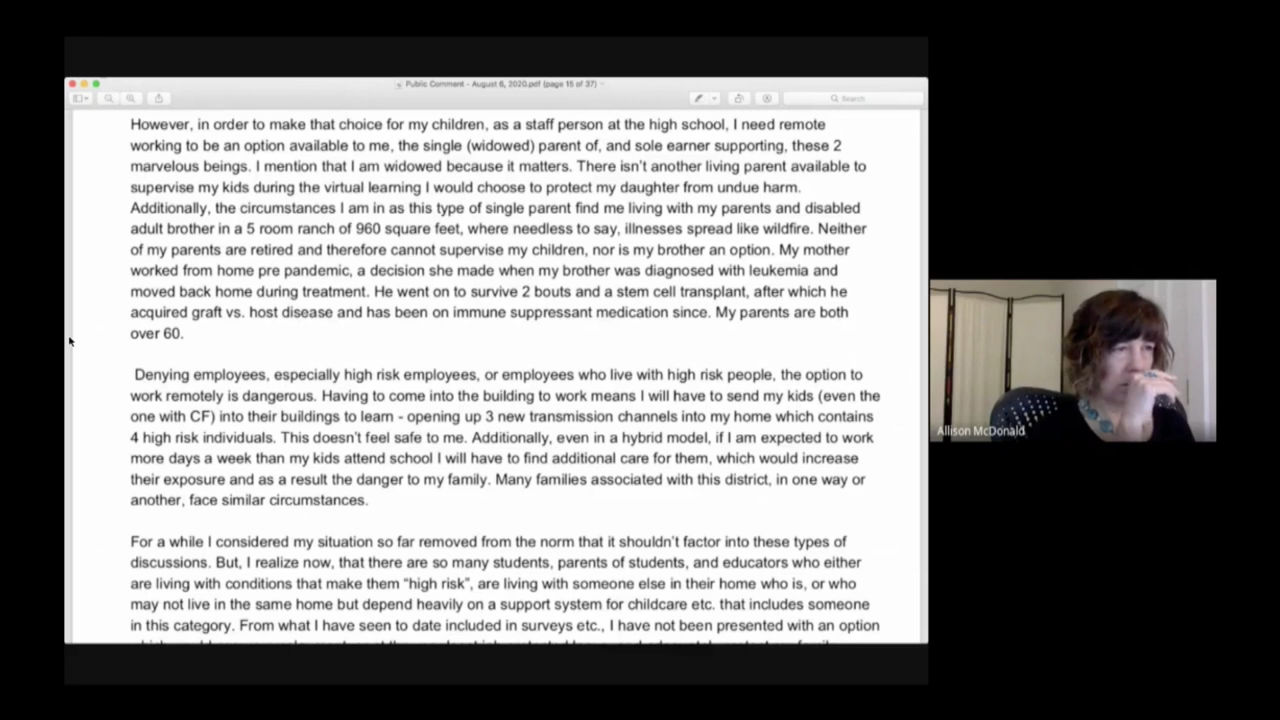 Public Comment - August 6, 2020.pdf (page 15 of 37)
Search
However, in order to make that choice for my children, as a staff person at the high school, I need remote
working to be an option available to me, the single (widowed) parent of, and sole earner supporting, these 2
marvelous beings. I mention that I am widowed because it matters. There isn't another living parent available to
supervise my kids during the virtual learning I would choose to protect my daughter from undue harm.
Additionally, the circumstances I am in as this type of single parent find me living with my parents and disabled
adult brother in a 5 room ranch of 960 square feet, where needless to say, illnesses spread like wildfire. Neither
of my parents are retired and therefore cannot supervise my children, nor is my brother an option. My mother
worked from home pre pandemic, a decision she made when my brother was diagnosed with leukemia and
moved back home during treatment. He went on to survive 2 bouts and a stem cell transplant, after which he
acquired graft vs. host disease and has been on immune suppressant medication since. My parents are both
over 60.
Denying employees, especially high risk employees, or employees who live with high risk people, the option to
work remotely is dangerous. Having to come into the building to work means I will have to send my kids (even the
one with CF) into their buildings to learn - opening up 3 new transmission channels into my home which contains
4 high risk individuals. This doesn't feel safe to me. Additionally, even in a hybrid model, if I am expected to work
more days a week than my kids attend school I will have to find additional care for them, which would increase
their exposure and as a result the danger to my family. Many families associated with this district, in one way or
another, face similar circumstances.
For a while I considered my situation so far removed from the norm that it shouldn't factor into these types of
discussions. But, I realize now, that there are so many students, parents of students, and educators who either
are living with conditions that make them "high risk", are living with someone else in their home who is, or who
may not live in the same home but depend heavily on a support system for childcare etc. that includes someone
in this category. From what I have seen to date included in surveys etc., I have not been presented with an option
Allison McDonald